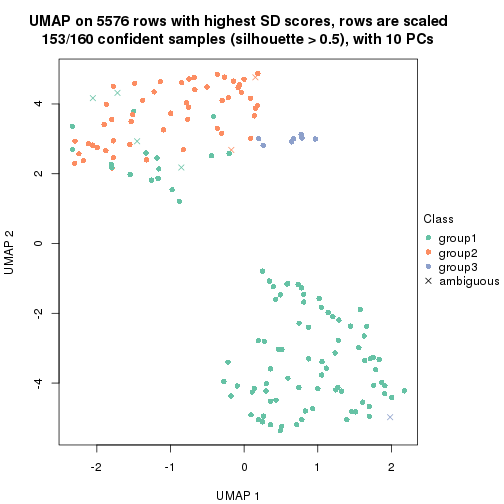 UMAP on 5576 rows with highest SD scores, rows are scaled
153/160 confident samples (silhouette > 0.5), with 10 PCs
4
2
0
-2
-4
UMAP 2
-2
-1
0
1
2
UMAP 1
Class
group1
group2
group3
ambiguous